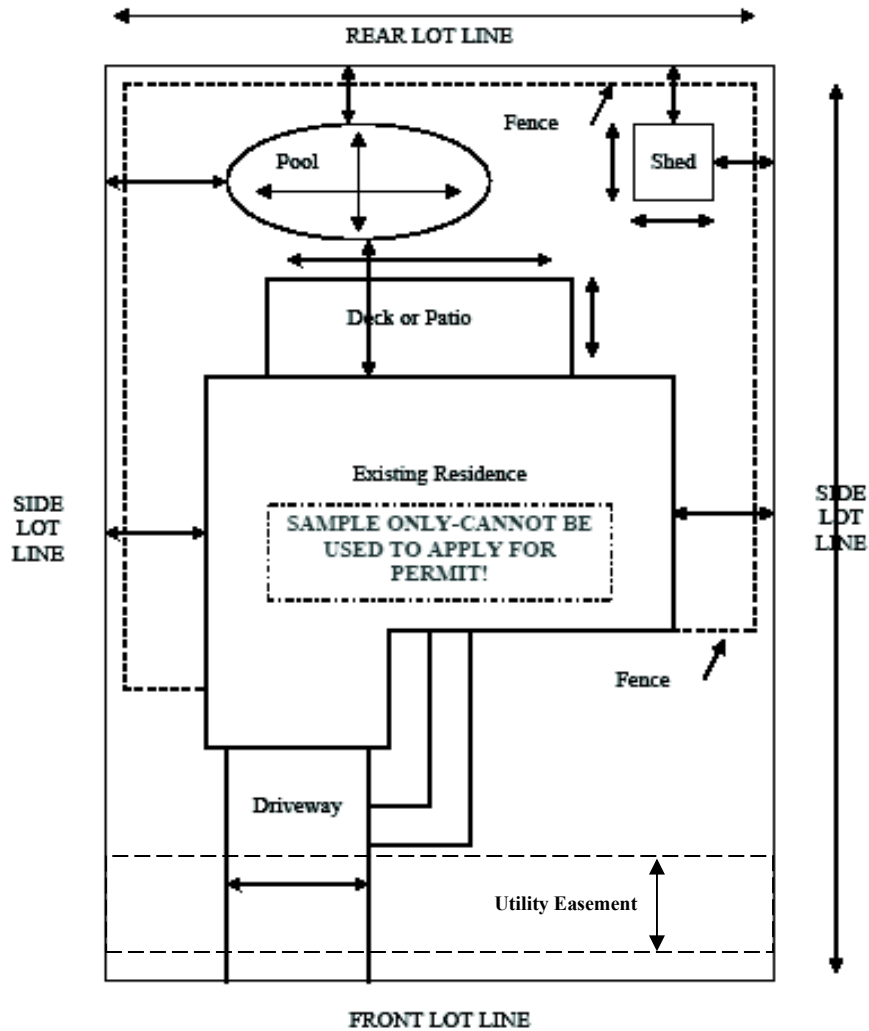 REAR LOT LINE
Fence
Pool
Shed
Deck or Patio
Existing Residence
SIDE
LOT
LINE
SAMPLE ONLY-CANNOT BE
USED TO APPLY FOR
PERMIT!
SIDE
LOT
LINE
Fence
Driveway
Utility Easement
FRONT LOT LINE